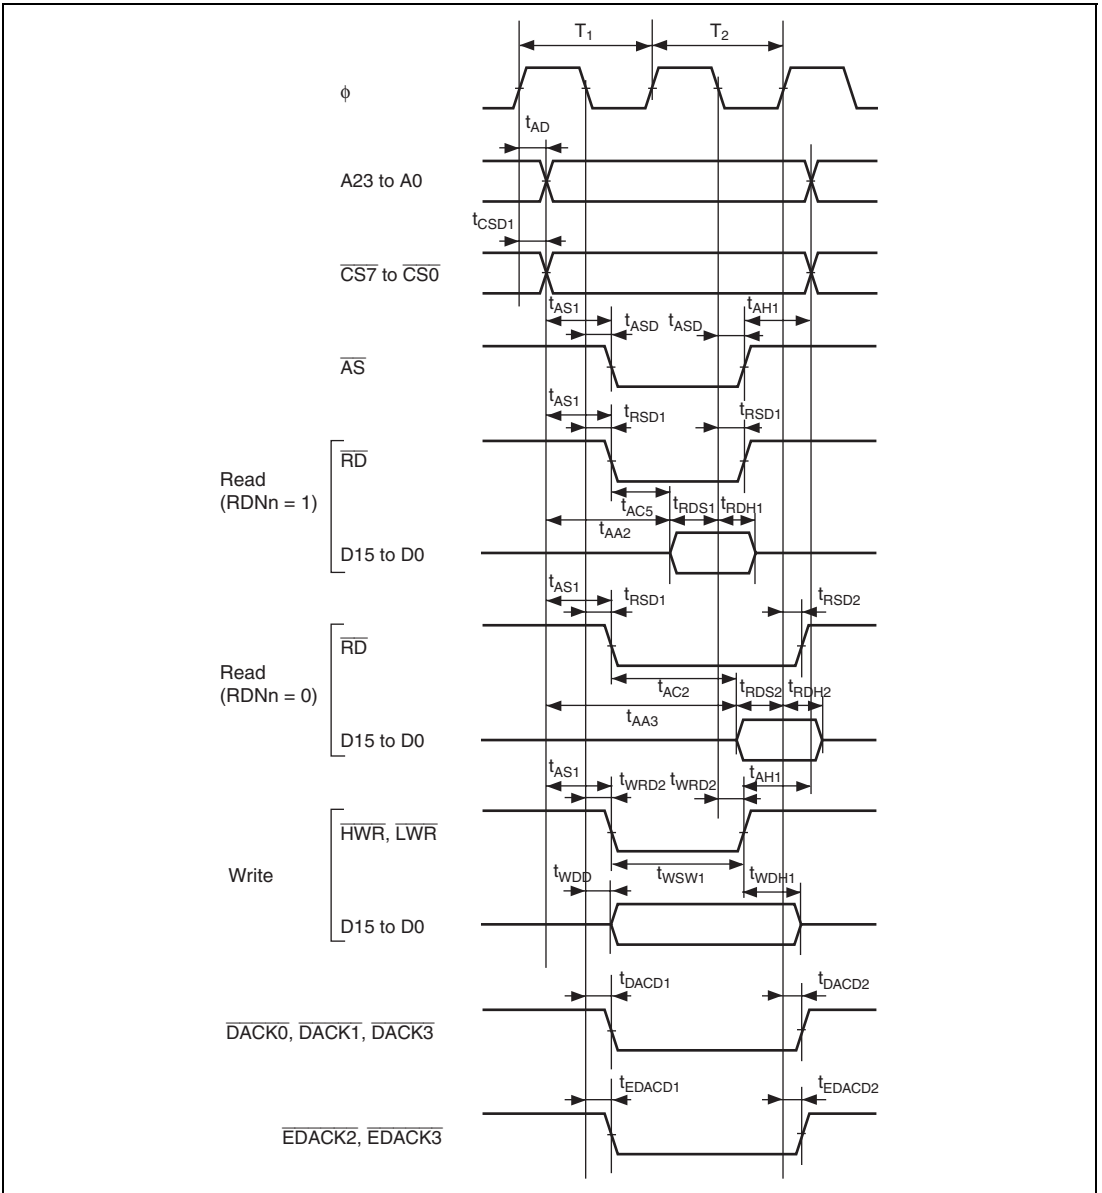 T1 T2
ϕ
tAD
A23 to A0
tCSD1
CS7 to CS0
tAS1 tASD tASD tAH1
AS
tAS1 tRSD1 tRSD1
RD
Read
(RDNn = 1)
tAC5 tRDS1 tRDH1
tAA2
D15 to D0
tAS1 tRSD1 tRSD2
RD
Read
(RDNn = 0)
tAC2 tRDS2 tRDH2
tAA3
D15 to D0
tAS1 tWRD2 tWRD2 tAH1
HWR, LWR
Write
tWDD tWSW1 tWDH1
D15 to D0
tDACD1 tDACD2
DACK0, DACK1, DACK3
tEDACD1 tEDACD2
EDACK2, EDACK3